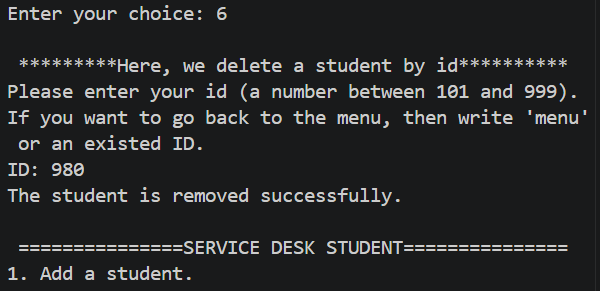 Enter your choice: 6
*********Here, we delete a student by id**********
Please enter your id (a number between 101 and 999).
If you want to go back to the menu, then write 'menu'
or an existed ID.
ID: 980
The student is removed successfully.
===============SERVICE DESK STUDENT===============
1. Add a student.